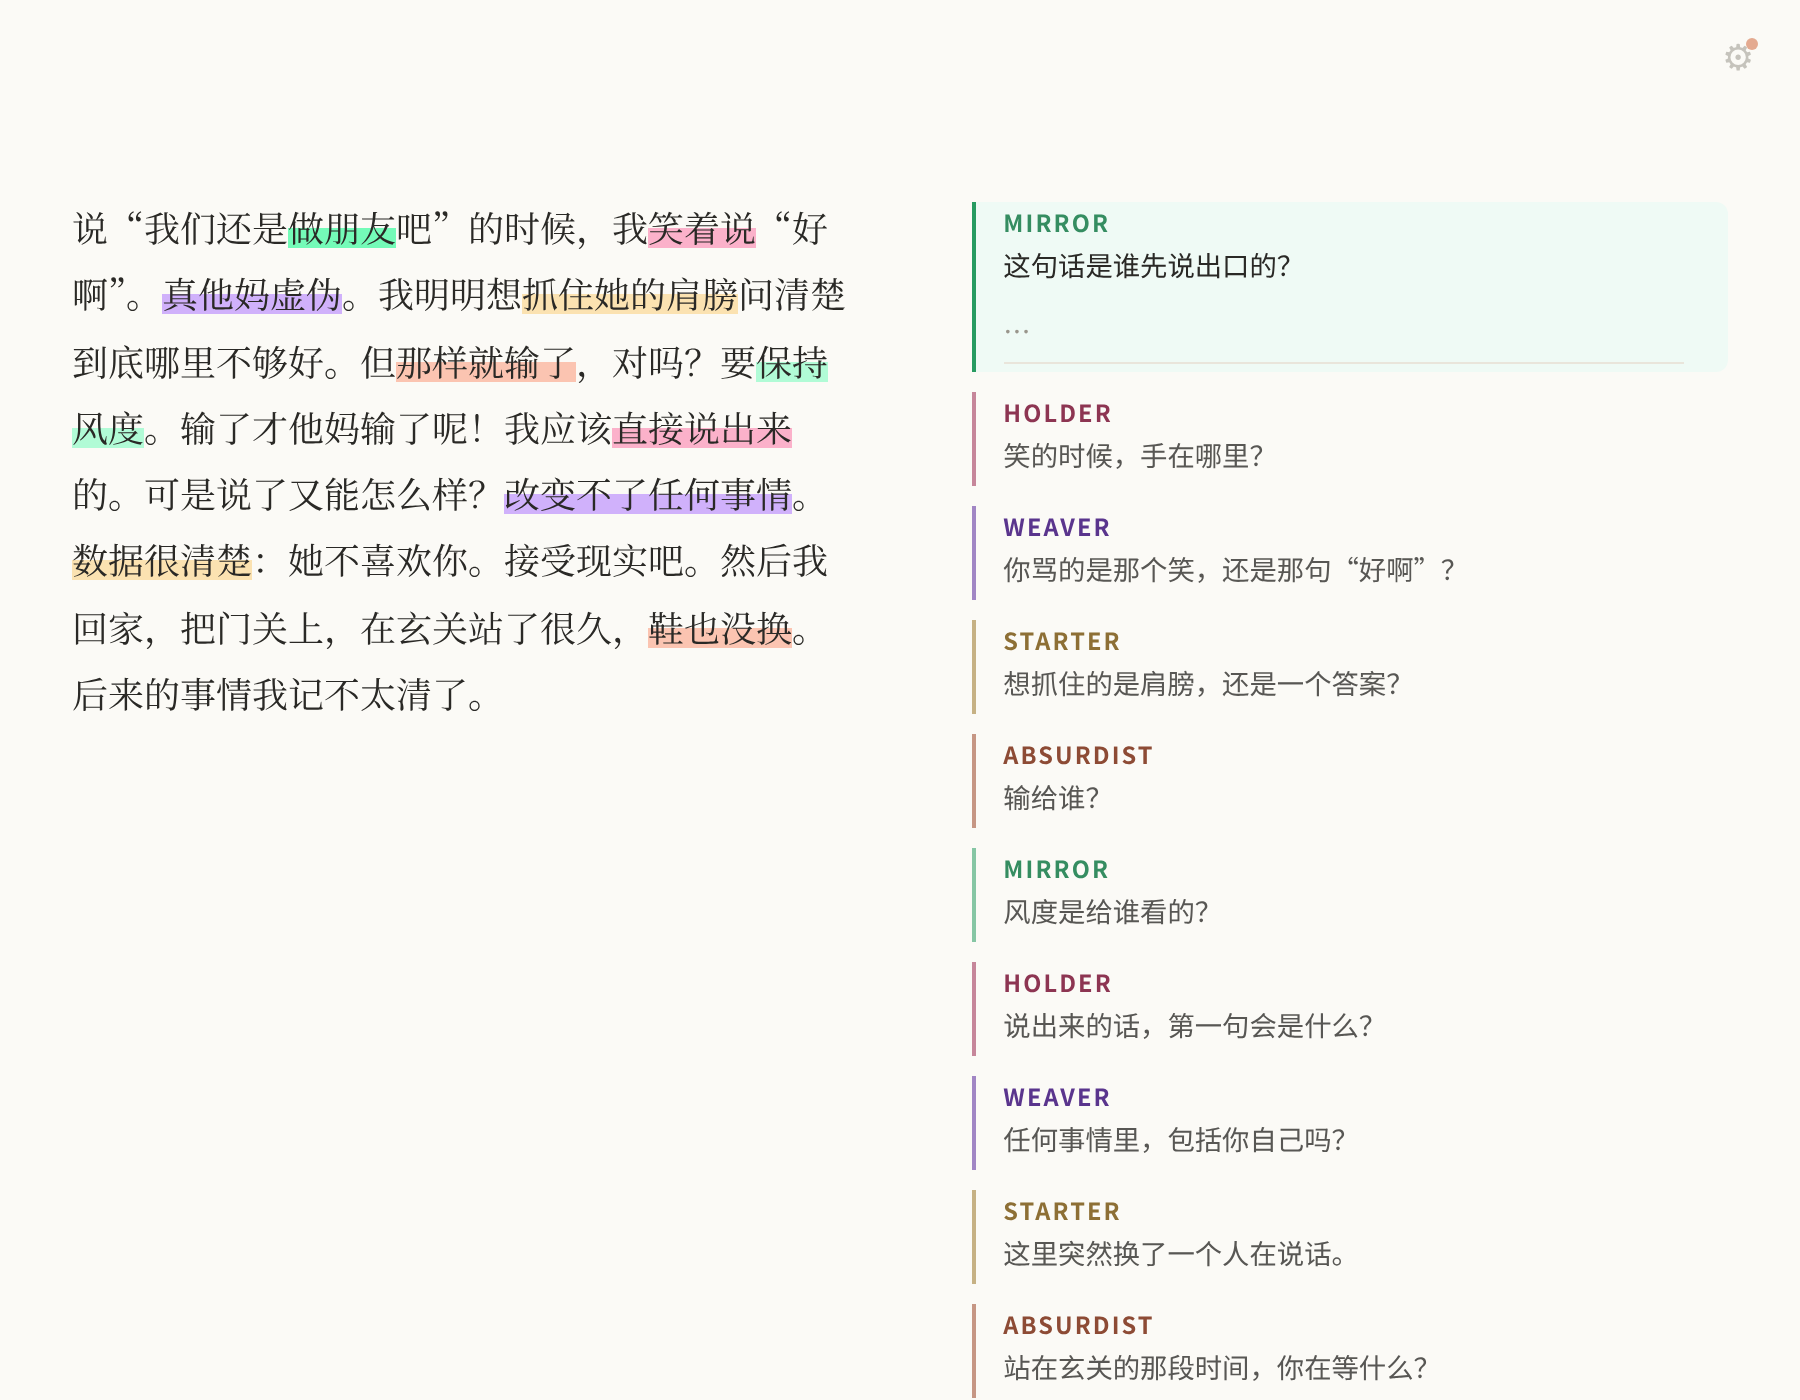 说“我们还是做朋友吧”的时候，我笑着说“好
啊”。真他妈虚伪。我明明想抓住她的肩膀问清楚
到底哪里不够好。但那样就输了，对吗？要保持
风度。输了才他妈输了呢！我应该直接说出来
的。可是说了又能怎么样？改变不了任何事情。
数据很清楚：她不喜欢你。接受现实吧。然后我
回家，把门关上，在玄关站了很久，鞋也没换。
后来的事情我记不太清了。
MIRROR
这句话是谁先说出口的？
...
HOLDER
笑的时候，手在哪里？
WEAVER
你骂的是那个笑，还是那句“好啊”？
STARTER
想抓住的是肩膀，还是一个答案？
ABSURDIST
输给谁？
MIRROR
风度是给谁看的？
HOLDER
说出来的话，第一句会是什么？
WEAVER
任何事情里，包括你自己吗？
STARTER
这里突然换了一个人在说话。
ABSURDIST
站在玄关的那段时间，你在等什么？